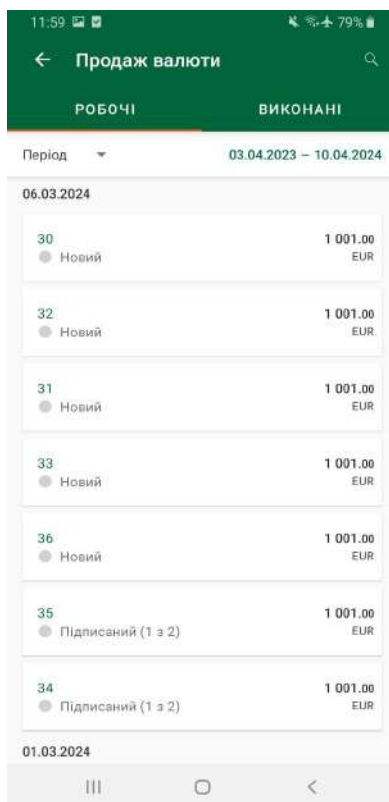 11:59 79%
Продаж валюти
РОБОЧІ ВИКОНАНІ
Період 03.04.2023 – 10.04.2024
06.03.2024
30 1 001.00
Новий EUR
32 1 001.00
Новий EUR
31 1 001.00
Новий EUR
33 1 001.00
Новий EUR
36 1 001.00
Новий EUR
35 1 001.00
Підписаний (1 з 2) EUR
34 1 001.00
Підписаний (1 з 2) EUR
01.03.2024